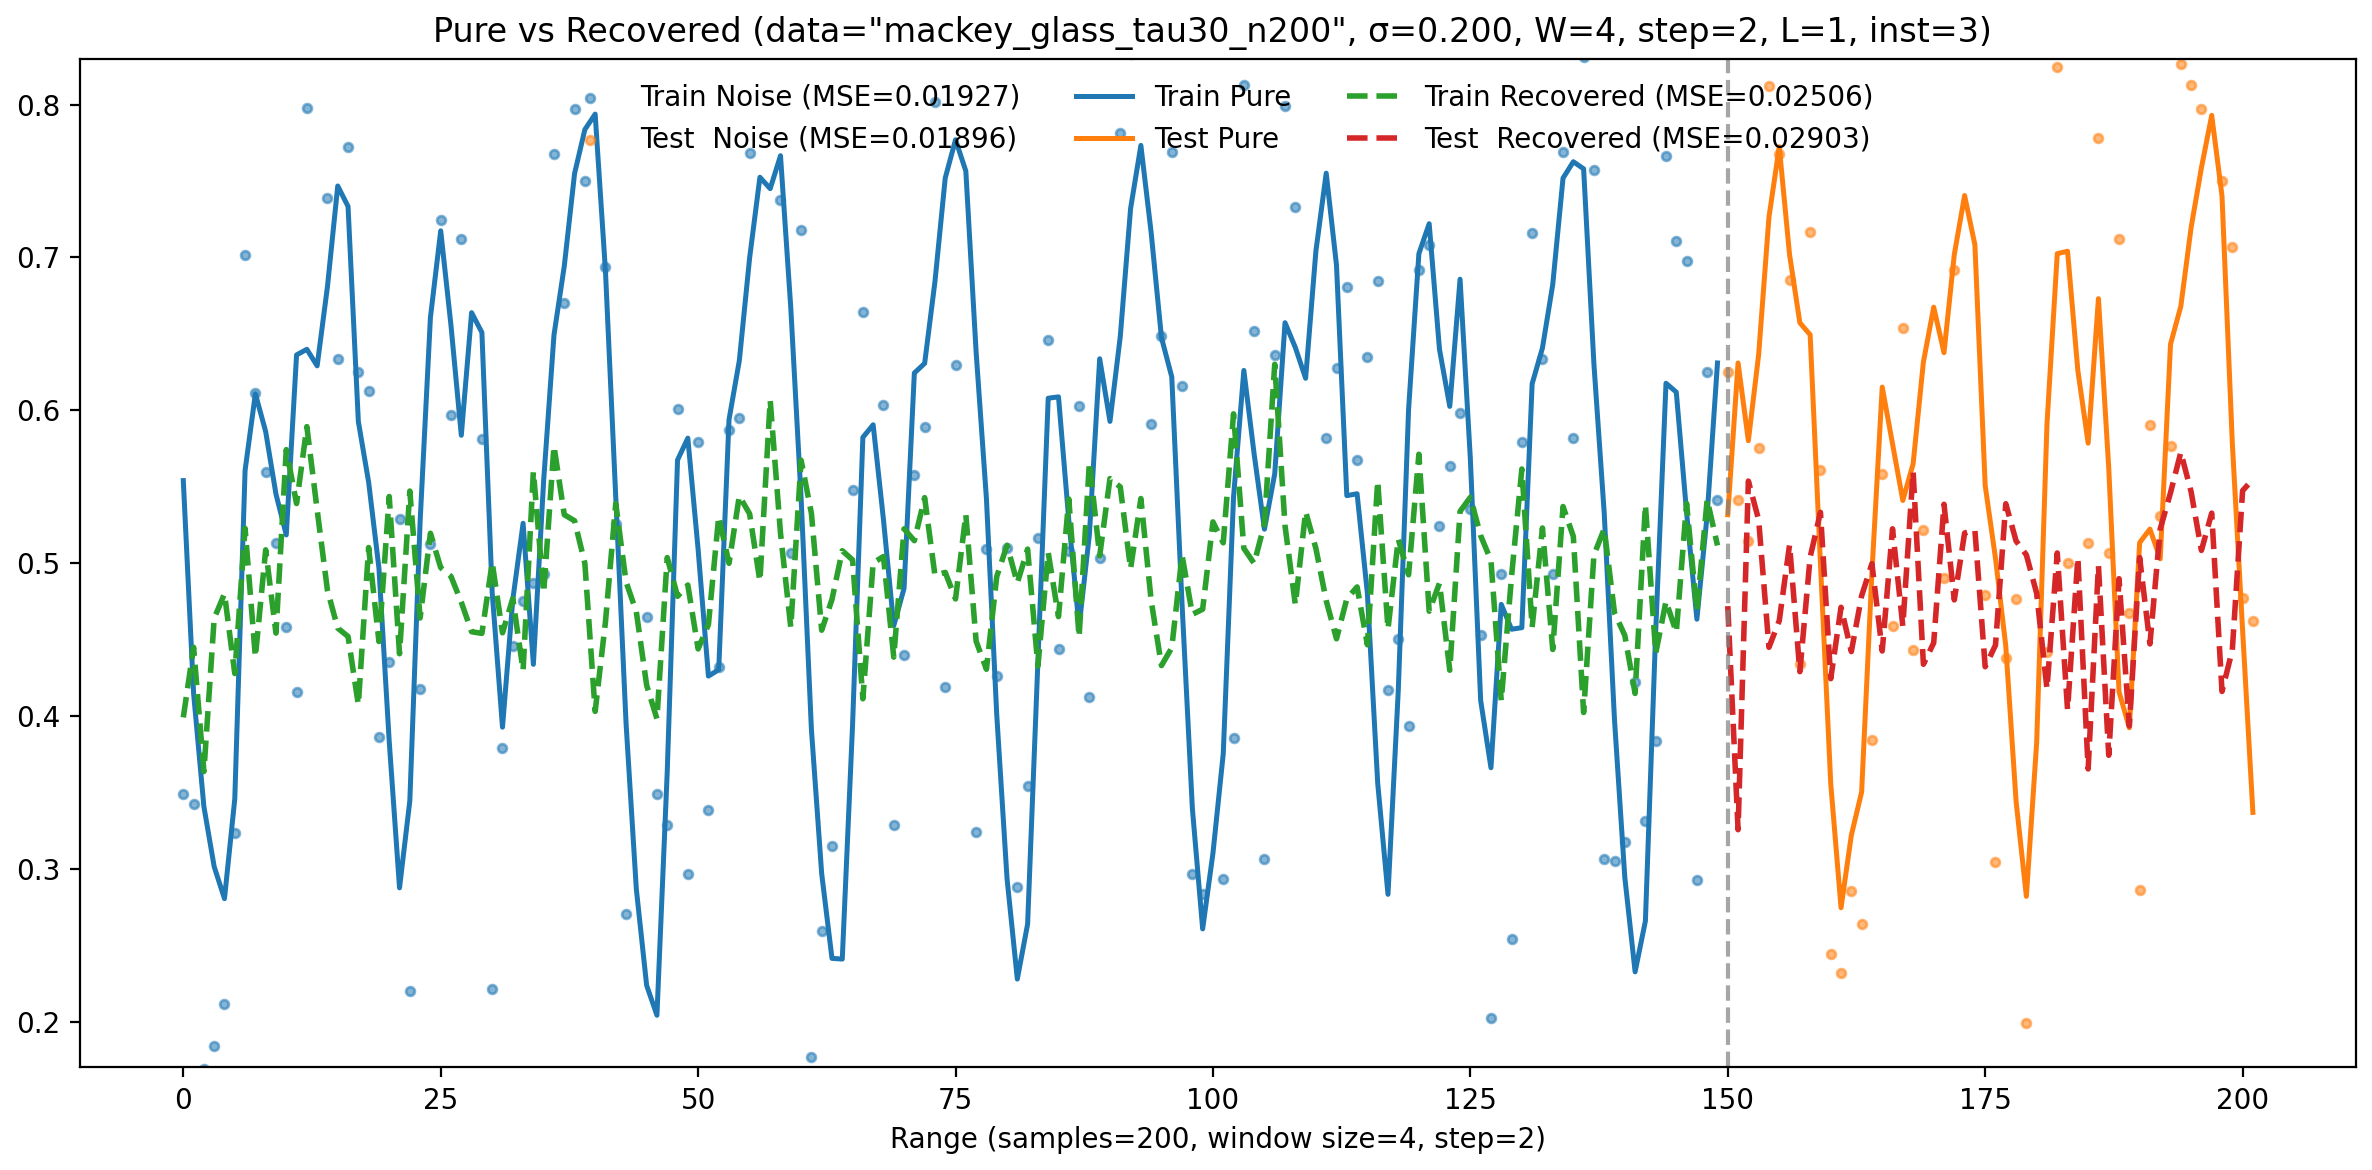 Pure vs Recovered (data="mackey_glass_tau30_n200", σ=0.200, W=4, step=2, L=1, inst=3)
Train Noise (MSE=0.01927) Train Pure Train Recovered (MSE=0.02506)
Test  Noise (MSE=0.01896) Test Pure Test  Recovered (MSE=0.02903)
0.8
0.7
0.6
0.5
0.4
0.3
0.2
0 25 50 75 100 125 150 175 200
Range (samples=200, window size=4, step=2)